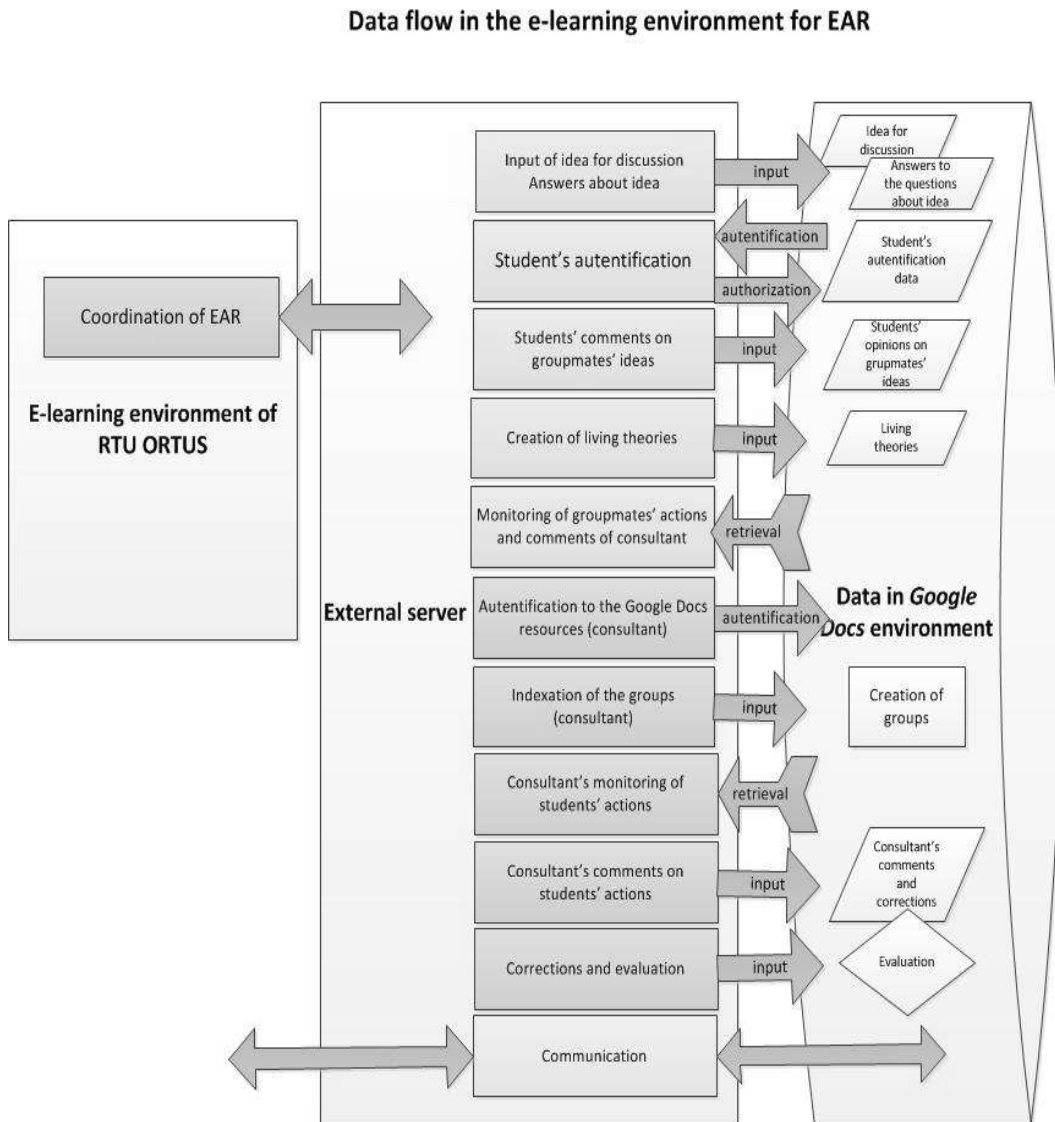 Data flow in the e-learning environment for EAR
Input of idea for discussion
Answers about idea
input
Idea for
discussion
Answers to
the questions
about idea
Student's autentification
autentification
authorization
Student's
autentification
data
Coordination of EAR
E-learning environment of
RTU ORTUS
Students' comments on
groupmates' ideas
input
Students'
opinions on
grupmates'
ideas
Creation of living theories
input
Living
theories
Monitoring of groupmates' actions
and comments of consultant
retrieval
External server
Autentification to the Google Docs
resources (consultant)
autentification
Data in Google
Docs environment
Indexation of the groups
(consultant)
input
Creation of
groups
Consultant's monitoring of
students' actions
retrieval
Consultant's comments on
students' actions
input
Consultant's
comments
and
corrections
Corrections and evaluation
input
Evaluation
Communication